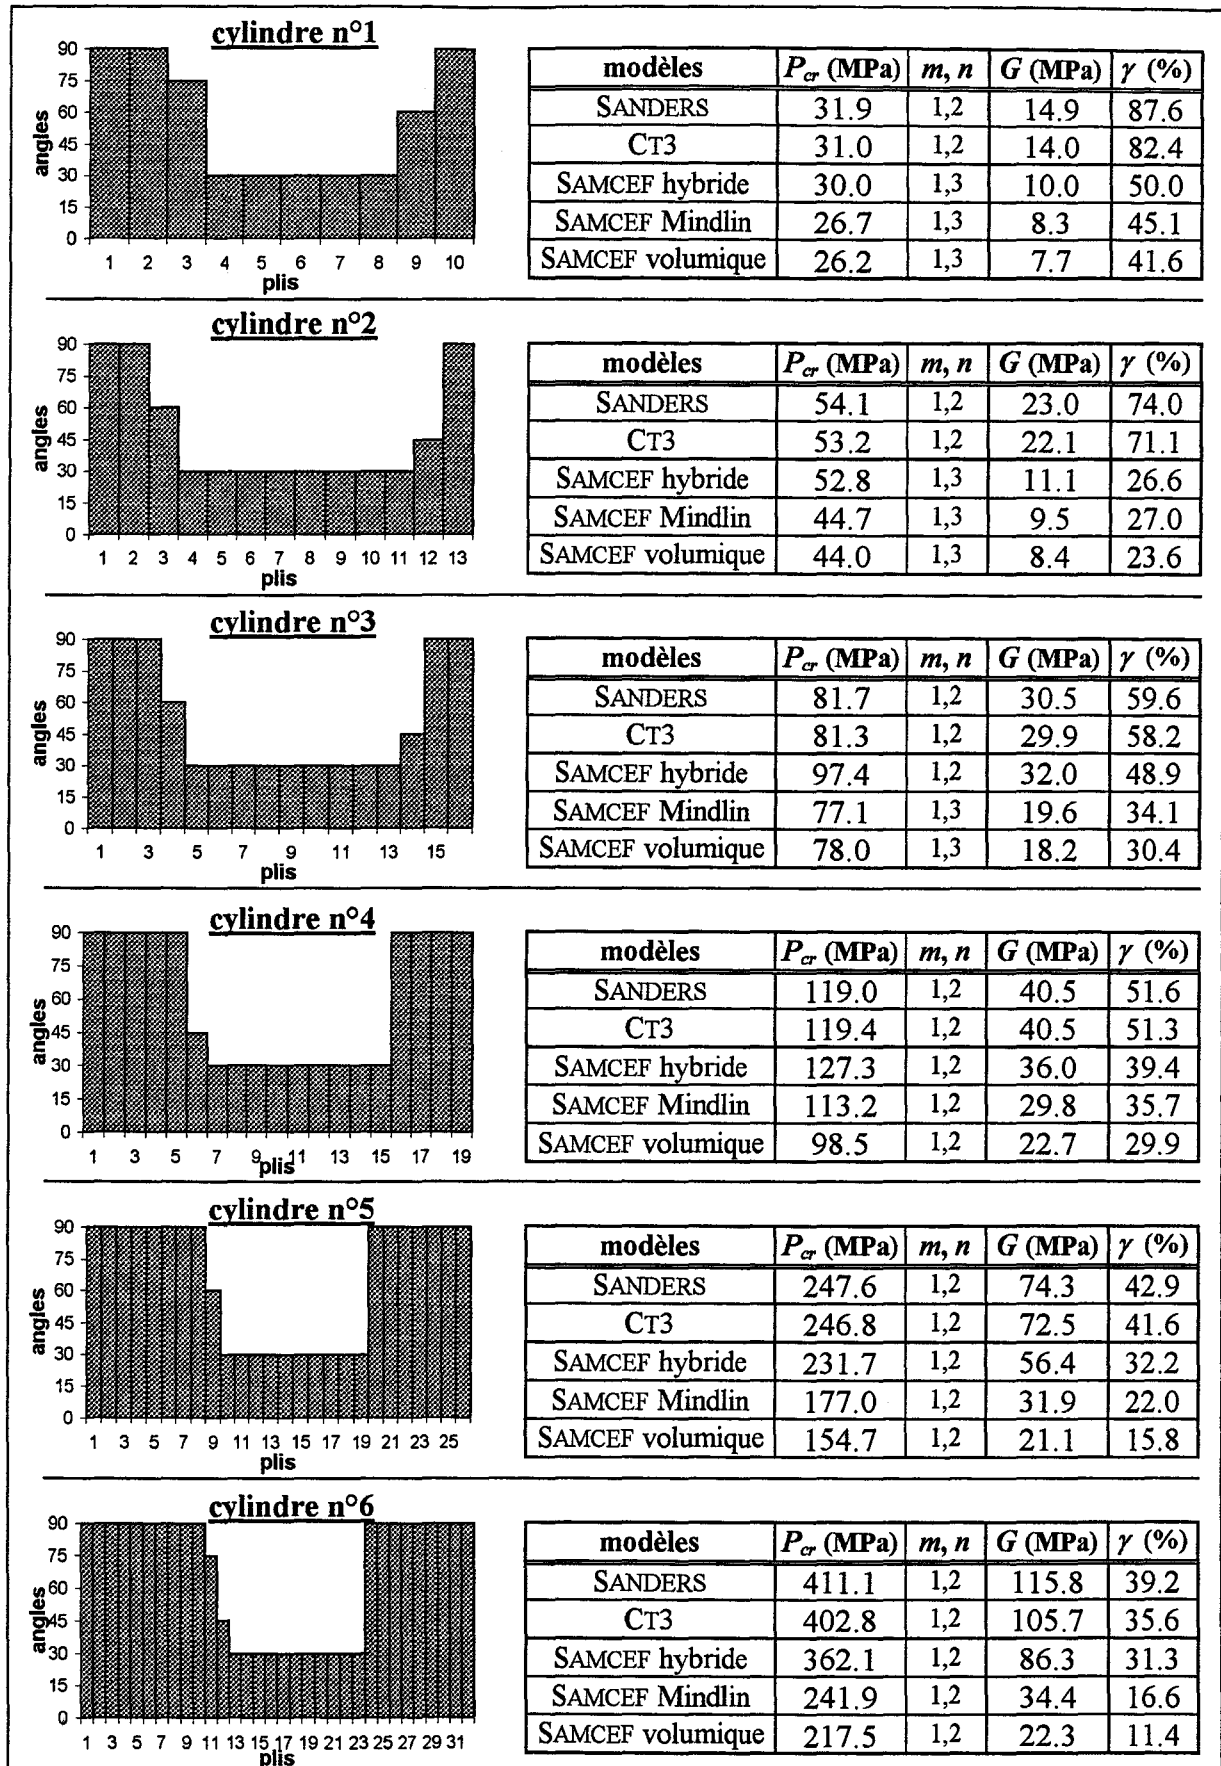 cylindre n°1
90
75
60
45
30
15
0
angles
1 2 3 4 5 6 7 8 9 10
plis
modèles P_cr (MPa) m, n G (MPa) γ (%)
SANDERS 31.9 1,2 14.9 87.6
CT3 31.0 1,2 14.0 82.4
SAMCEF hybride 30.0 1,3 10.0 50.0
SAMCEF Mindlin 26.7 1,3 8.3 45.1
SAMCEF volumique 26.2 1,3 7.7 41.6
cylindre n°2
90
75
60
45
30
15
0
angles
1 2 3 4 5 6 7 8 9 10 11 12 13
plis
modèles P_cr (MPa) m, n G (MPa) γ (%)
SANDERS 54.1 1,2 23.0 74.0
CT3 53.2 1,2 22.1 71.1
SAMCEF hybride 52.8 1,3 11.1 26.6
SAMCEF Mindlin 44.7 1,3 9.5 27.0
SAMCEF volumique 44.0 1,3 8.4 23.6
cylindre n°3
90
75
60
45
30
15
0
angles
1 3 5 7 9 11 13 15
plis
modèles P_cr (MPa) m, n G (MPa) γ (%)
SANDERS 81.7 1,2 30.5 59.6
CT3 81.3 1,2 29.9 58.2
SAMCEF hybride 97.4 1,2 32.0 48.9
SAMCEF Mindlin 77.1 1,3 19.6 34.1
SAMCEF volumique 78.0 1,3 18.2 30.4
cylindre n°4
90
75
60
45
30
15
0
angles
1 3 5 7 9 11 13 15 17 19
plis
modèles P_cr (MPa) m, n G (MPa) γ (%)
SANDERS 119.0 1,2 40.5 51.6
CT3 119.4 1,2 40.5 51.3
SAMCEF hybride 127.3 1,2 36.0 39.4
SAMCEF Mindlin 113.2 1,2 29.8 35.7
SAMCEF volumique 98.5 1,2 22.7 29.9
cylindre n°5
90
75
60
45
30
15
0
angles
1 3 5 7 9 11 13 15 17 19 21 23 25
plis
modèles P_cr (MPa) m, n G (MPa) γ (%)
SANDERS 247.6 1,2 74.3 42.9
CT3 246.8 1,2 72.5 41.6
SAMCEF hybride 231.7 1,2 56.4 32.2
SAMCEF Mindlin 177.0 1,2 31.9 22.0
SAMCEF volumique 154.7 1,2 21.1 15.8
cylindre n°6
90
75
60
45
30
15
0
angles
1 3 5 7 9 11 13 15 17 19 21 23 25 27 29 31
plis
modèles P_cr (MPa) m, n G (MPa) γ (%)
SANDERS 411.1 1,2 115.8 39.2
CT3 402.8 1,2 105.7 35.6
SAMCEF hybride 362.1 1,2 86.3 31.3
SAMCEF Mindlin 241.9 1,2 34.4 16.6
SAMCEF volumique 217.5 1,2 22.3 11.4